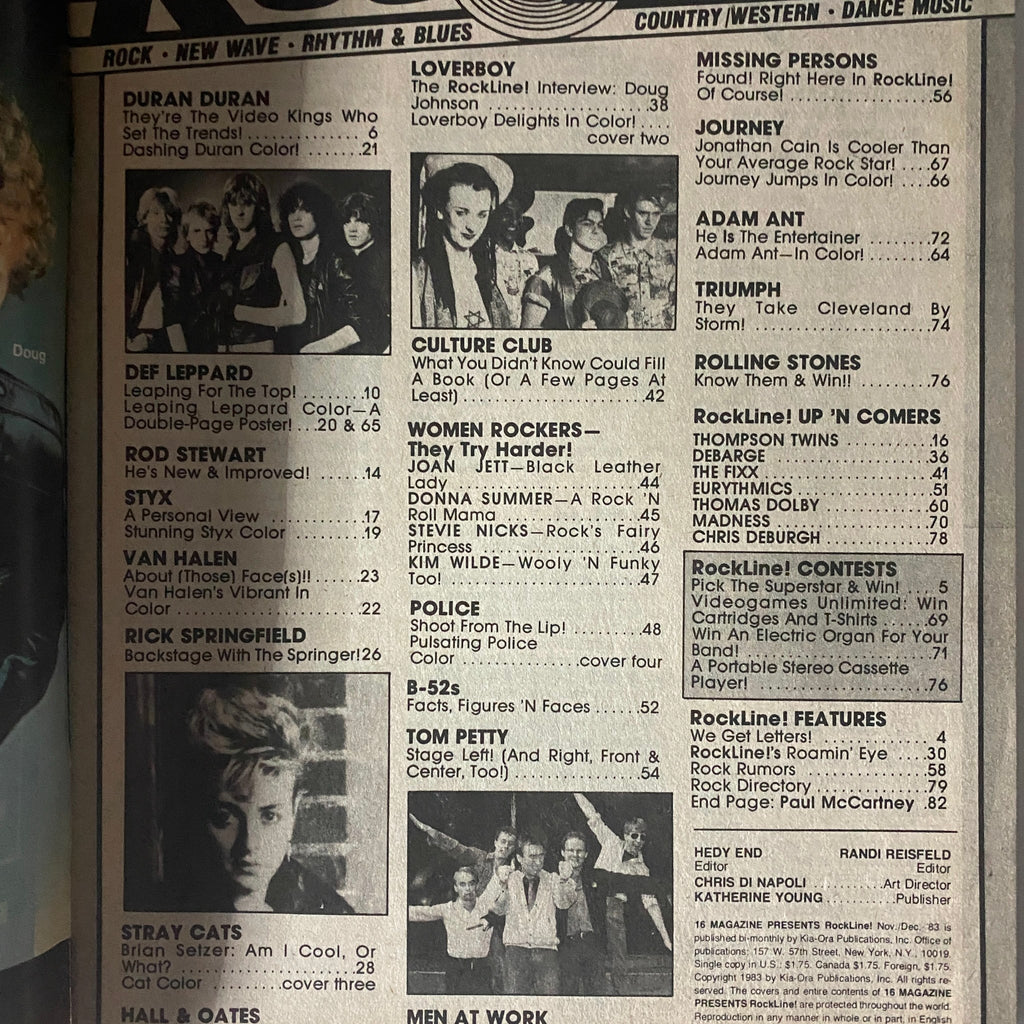 ROCK • NEW WAVE • RHYTHM & BLUES
COUNTRY/WESTERN • DANCE MUSIC
Doug
DURAN DURAN
They're The Video Kings Who
Set The Trends! ............ 6
Dashing Duran Color! .......21
DEF LEPPARD
Leaping For The Top! ........10
Leaping Leppard Color—A
Double-Page Poster! ...20 & 65
ROD STEWART
He's New & Improved! ......14
STYX
A Personal View ............17
Stunning Styx Color .........19
VAN HALEN
About (Those) Face(s)!! .....23
Van Halen's Vibrant In
Color .....................22
RICK SPRINGFIELD
Backstage With The Springer!26
STRAY CATS
Brian Setzer: Am I Cool, Or
What? .....................28
Cat Color .........cover three
HALL & OATES
LOVERBOY
The RockLine! Interview: Doug
Johnson ...................38
Loverboy Delights In Color! ....
cover two
CULTURE CLUB
What You Didn't Know Could Fill
A Book (Or A Few Pages At
Least) .....................42
WOMEN ROCKERS—
They Try Harder!
JOAN JETT—Black Leather
Lady ......................44
DONNA SUMMER—A Rock 'N
Roll Mama .................45
STEVIE NICKS—Rock's Fairy
Princess ...................46
KIM WILDE—Wooly 'N Funky
Too! .......................47
POLICE
Shoot From The Lip! .........48
Pulsating Police
Color ...............cover four
B-52s
Facts, Figures 'N Faces ......52
TOM PETTY
Stage Left! (And Right, Front &
Center, Too!) ...............54
MEN AT WORK
MISSING PERSONS
Found! Right Here In RockLine!
Of Course! .................56
JOURNEY
Jonathan Cain Is Cooler Than
Your Average Rock Star! ....67
Journey Jumps In Color! ....66
ADAM ANT
He Is The Entertainer ........72
Adam Ant—In Color! ........64
TRIUMPH
They Take Cleveland By
Storm! .....................74
ROLLING STONES
Know Them & Win!! .........76
RockLine! UP 'N COMERS
THOMPSON TWINS ..........16
DEBARGE ..................36
THE FIXX ...................41
EURYTHMICS ................51
THOMAS DOLBY .............60
MADNESS ..................70
CHRIS DEBURGH ............78
RockLine! CONTESTS
Pick The Superstar & Win! ... 5
Videogames Unlimited: Win
Cartridges And T-Shirts ......69
Win An Electric Organ For Your
Band! ......................71
A Portable Stereo Cassette
Player! .....................76
RockLine! FEATURES
We Get Letters! ............. 4
RockLine!'s Roamin' Eye ....30
Rock Rumors ...............58
Rock Directory ..............79
End Page: Paul McCartney .82
HEDY END RANDI REISFELD
Editor Editor
CHRIS DI NAPOLI ..........Art Director
KATHERINE YOUNG ..........Publisher
16 MAGAZINE PRESENTS RockLine! Nov./Dec. '83 is
published bi-monthly by Kia-Ora Publications, Inc. Office of
publications: 157 W. 57th Street, New York, N.Y., 10019.
Single copy in U.S.: $1.75. Canada $1.75. Foreign, $1.75.
Copyright 1983 by Kia-Ora Publications, Inc. All rights re-
served. The covers and entire contents of 16 MAGAZINE
PRESENTS RockLine! are protected throughout the world.
Reproduction in any manner in whole or in part, in English